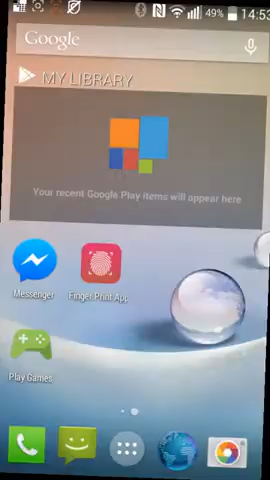 49% 14:53
Google
MY LIBRARY
Your recent Google Play items will appear here
Messenger Finger Print App
Play Games